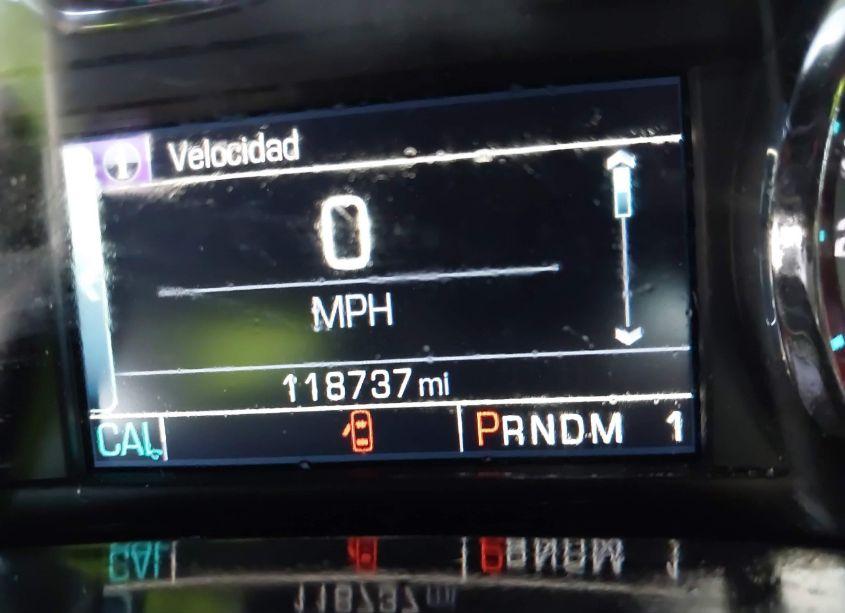 Velocidad
0
MPH
118737 mi
CAL PRNDM 1